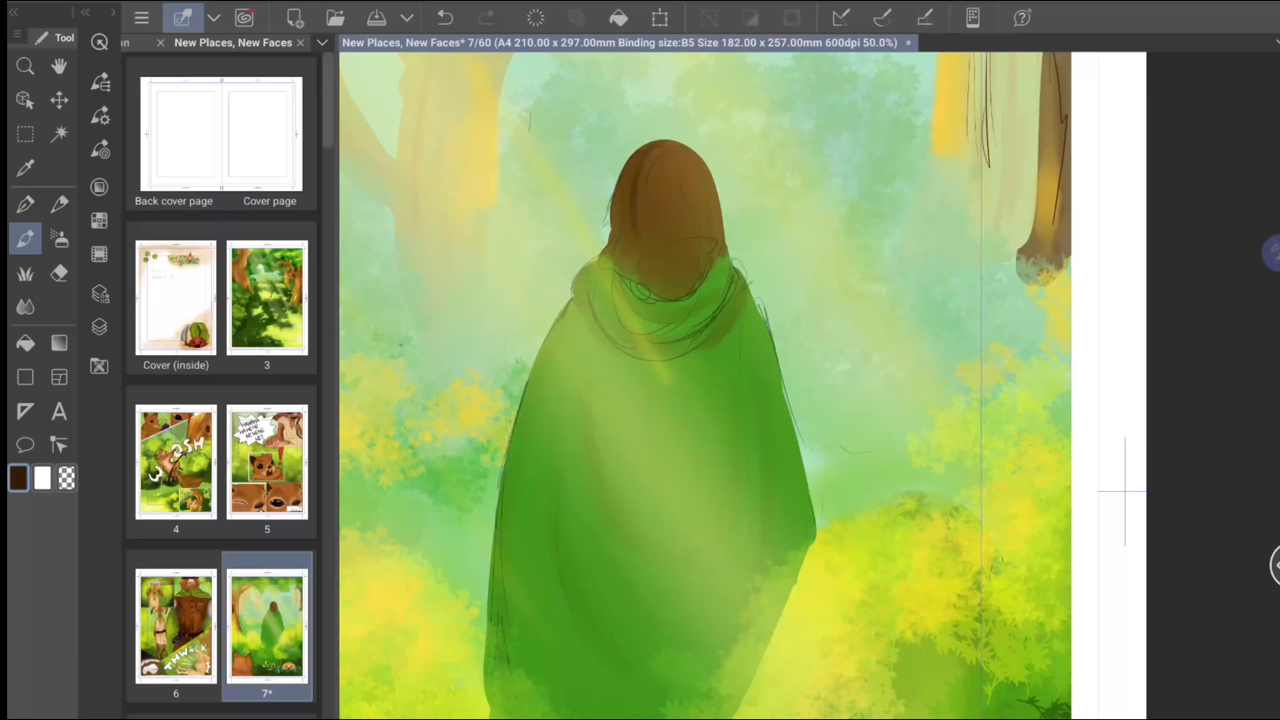 Tool
n
New Places, New Faces
New Places, New Faces* 7/60 (A4 210.00 x 297.00mm Binding size:B5 Size 182.00 x 257.00mm 600dpi 50.0%)
Back cover page
Cover page
Cover (inside)
3
OSH
4
5
THWACK
6
7*
A